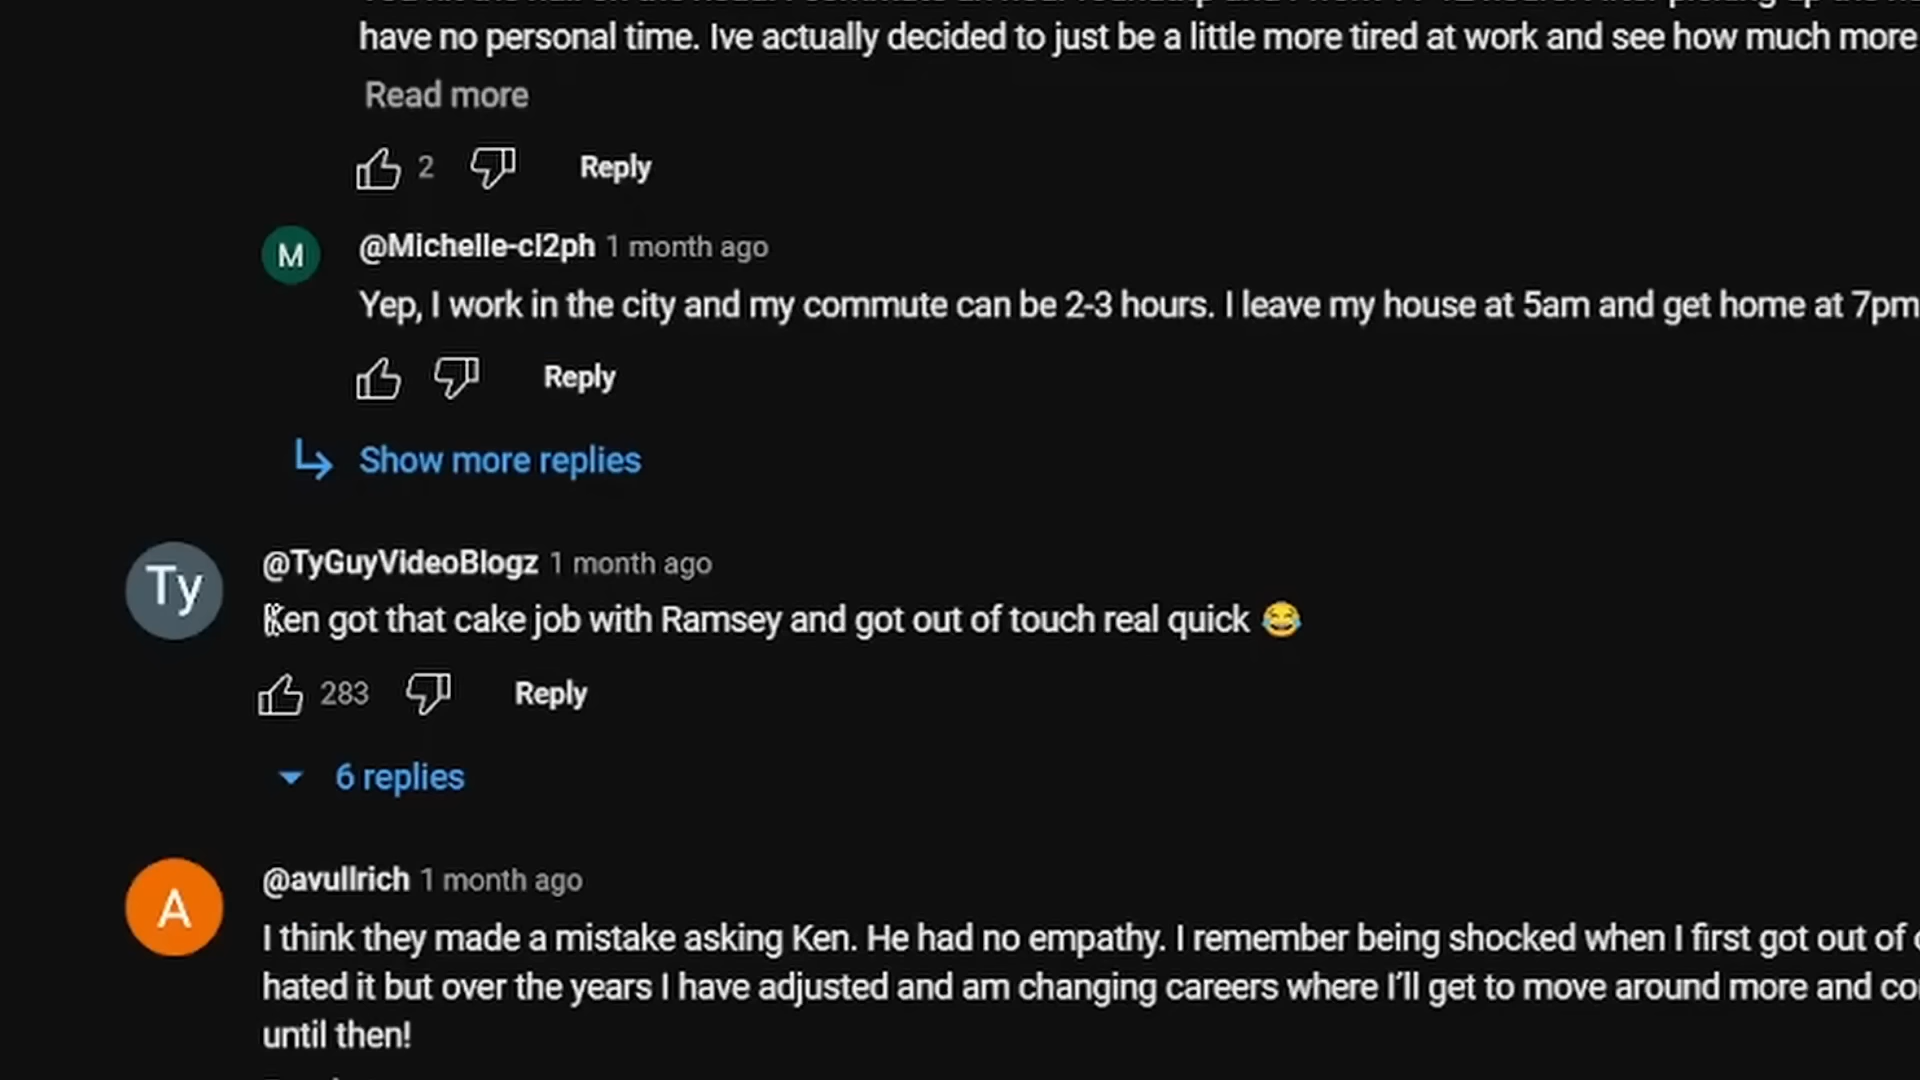 have no personal time. Ive actually decided to just be a little more tired at work and see how much more
Read more
2 Reply
M @Michelle-cl2ph 1 month ago
Yep, I work in the city and my commute can be 2-3 hours. I leave my house at 5am and get home at 7pm
Reply
Show more replies
Ty @TyGuyVideoBlogz 1 month ago
Ken got that cake job with Ramsey and got out of touch real quick 😂
283 Reply
6 replies
A @avullrich 1 month ago
I think they made a mistake asking Ken. He had no empathy. I remember being shocked when I first got out of
hated it but over the years I have adjusted and am changing careers where I'll get to move around more and
until then!